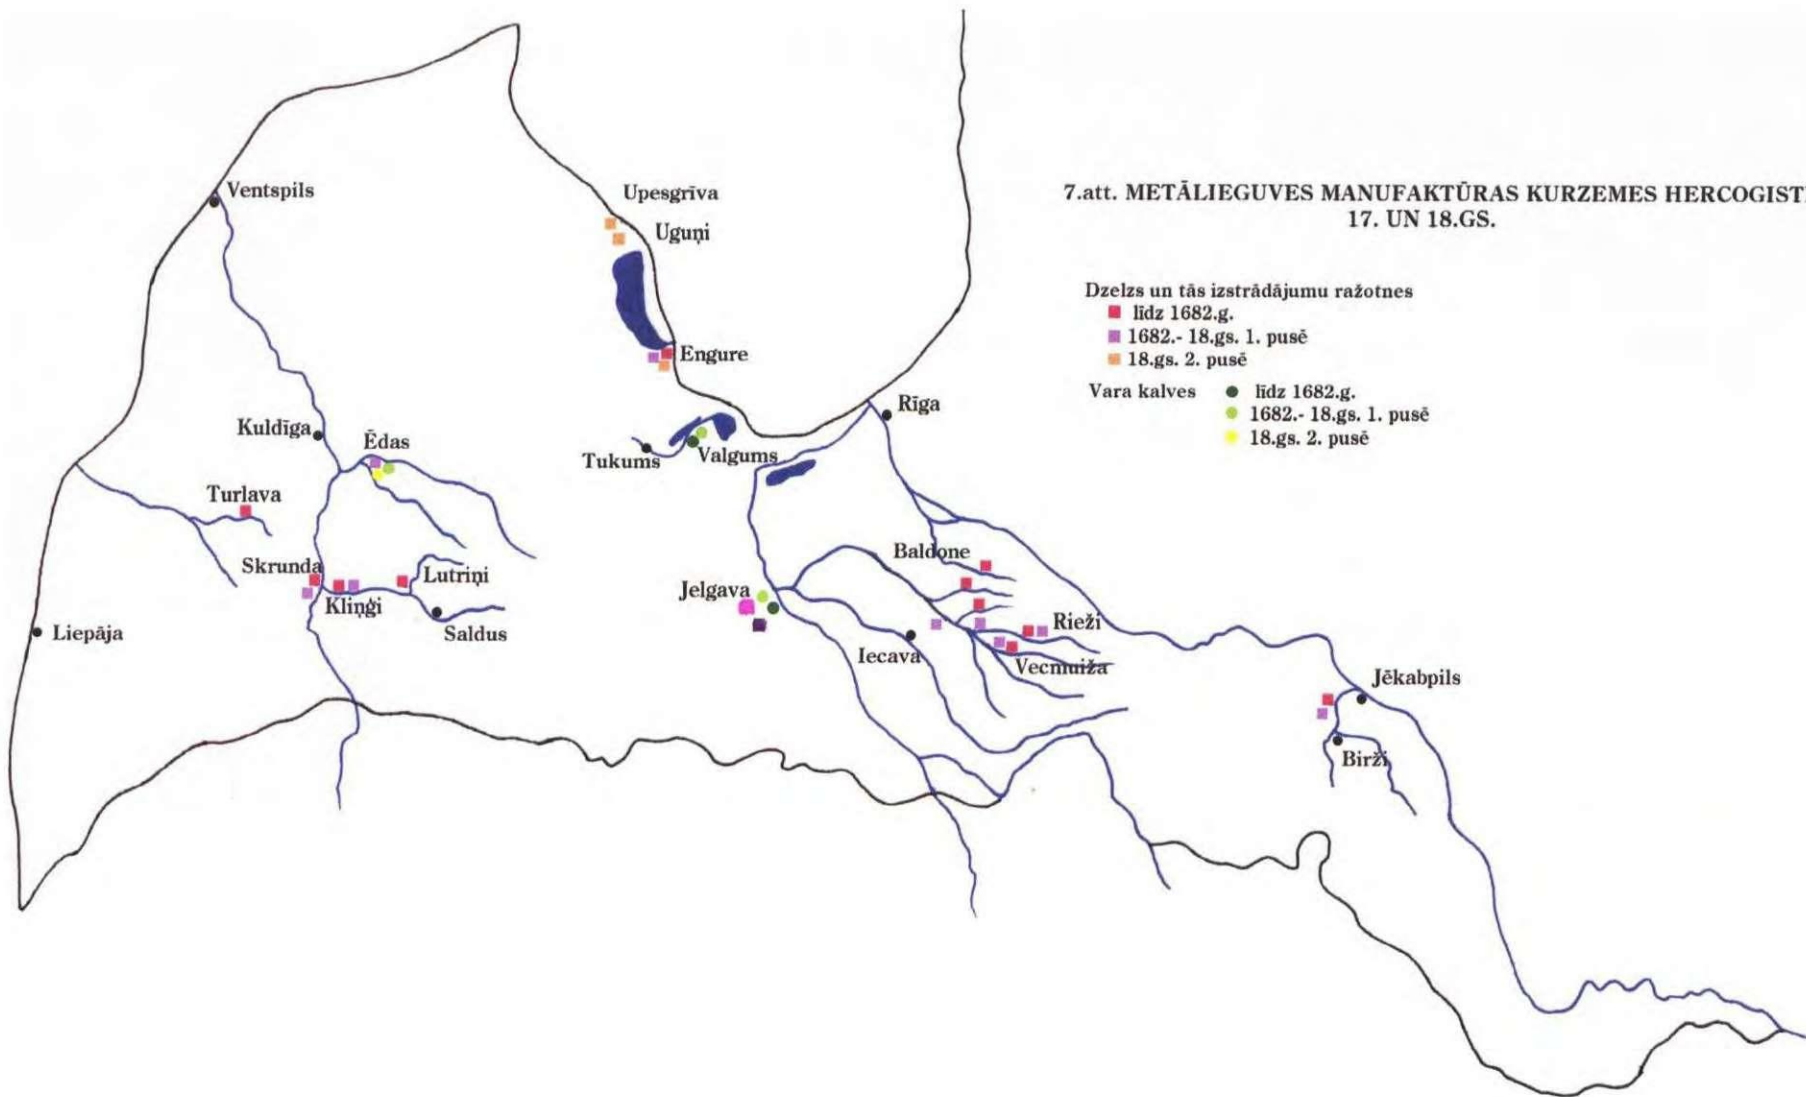 Ventspils
Upesgrīva
Uguņi
7.att. METĀLIEGUVES MANUFAKTŪRAS KURZEMES HERCOGISTE
17. UN 18.GS.
Dzelzs un tās izstrādājumu ražotnes
līdz 1682.g.
1682.- 18.gs. 1. pusē
18.gs. 2. pusē
Vara kalves
līdz 1682.g.
1682.- 18.gs. 1. pusē
18.gs. 2. pusē
Engure
Rīga
Kuldīga
Ēdas
Tukums
Valgums
Turlava
Skrunda
Lutriņi
Kliņģi
Saldus
Baldone
Jelgava
Liepāja
Iecava
Rieži
Vecmuiža
Jēkabpils
Birži